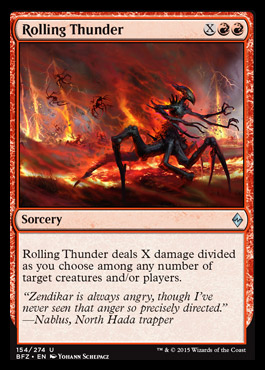 Rolling Thunder X
Sorcery
Rolling Thunder deals X damage divided
as you choose among any number of
target creatures and/or players.
“Zendikar is always angry, though I’ve
never seen that anger so precisely directed.”
—Nablus, North Hada trapper
154/274 U
BFZ • EN Yohann Schepacz
™ & © 2015 Wizards of the Coast